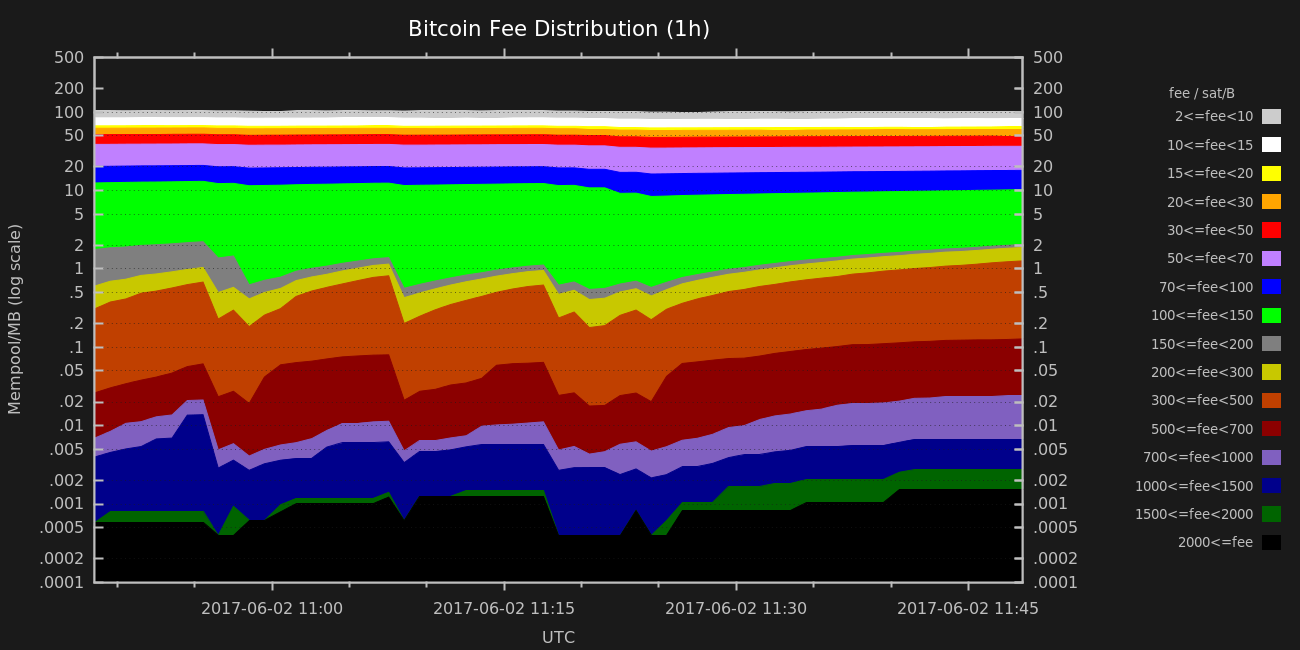 Bitcoin Fee Distribution (1h)
Mempool/MB (log scale)
500
200
100
50
20
10
5
2
1
.5
.2
.1
.05
.02
.01
.005
.002
.001
.0005
.0002
.0001
500
200
100
50
20
10
5
2
1
.5
.2
.1
.05
.02
.01
.005
.002
.001
.0005
.0002
.0001
2017-06-02 11:00
2017-06-02 11:15
2017-06-02 11:30
2017-06-02 11:45
UTC
fee / sat/B
2<=fee<10
10<=fee<15
15<=fee<20
20<=fee<30
30<=fee<50
50<=fee<70
70<=fee<100
100<=fee<150
150<=fee<200
200<=fee<300
300<=fee<500
500<=fee<700
700<=fee<1000
1000<=fee<1500
1500<=fee<2000
2000<=fee